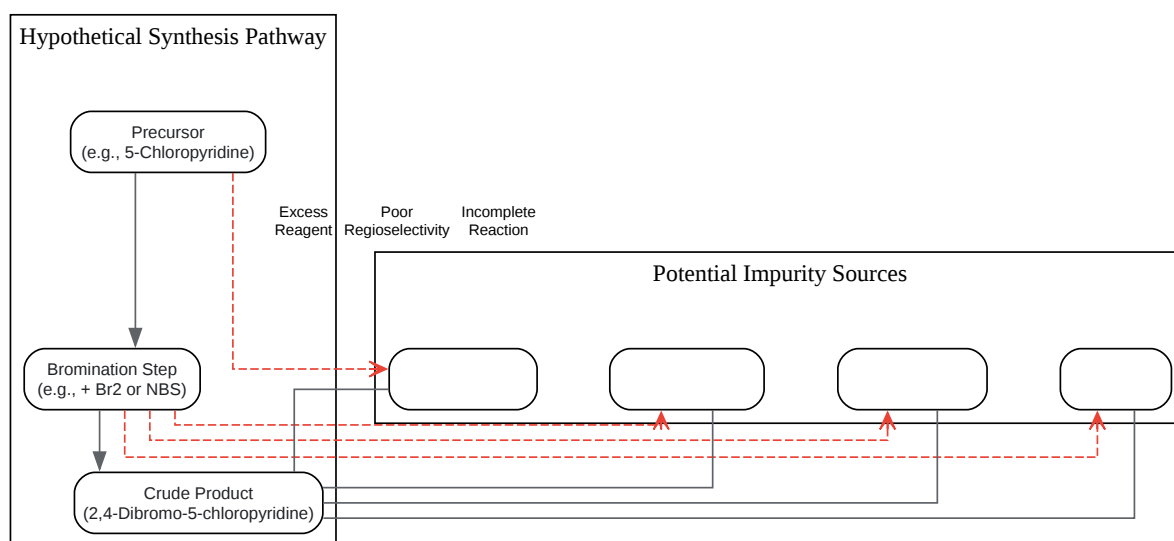 Hypothetical Synthesis Pathway
Precursor
(e.g., 5-Chloropyridine)
Excess
Reagent
Poor
Regioselectivity
Incomplete
Reaction
Potential Impurity Sources
Bromination Step
(e.g., + Br2 or NBS)
Crude Product
(2,4-Dibromo-5-chloropyridine)